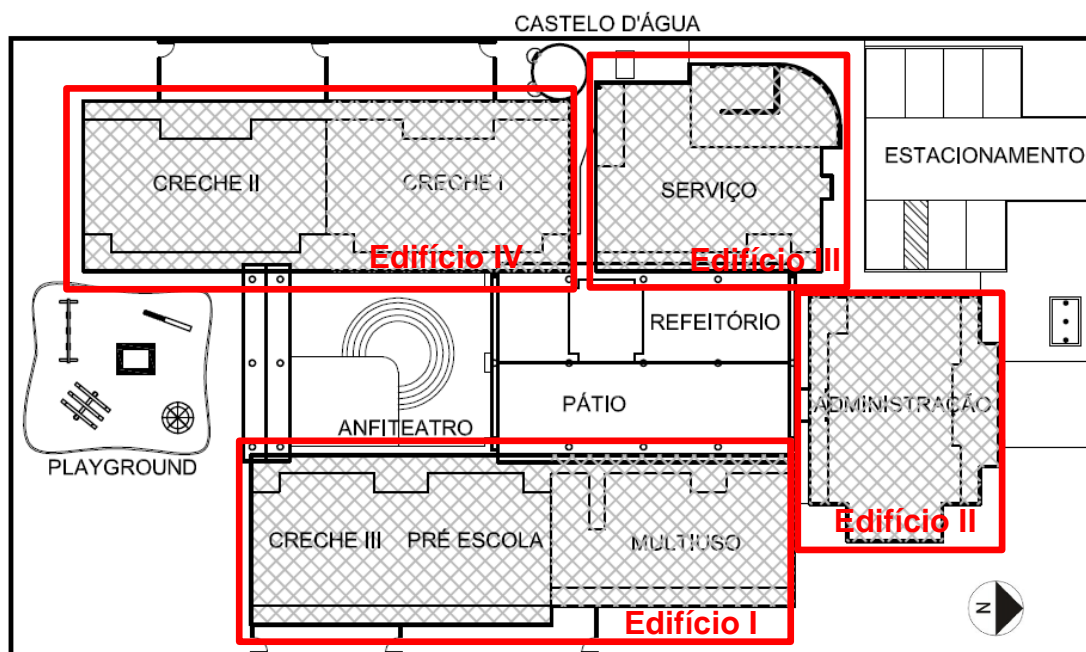 CASTELO D'ÁGUA
CRECHE II
CRECHE I
SERVIÇO
ESTACIONAMENTO
Edifício IV
Edifício III
REFEITÓRIO
PÁTIO
ADMINISTRAÇÃO
ANFITEATRO
PLAYGROUND
Edifício II
CRECHE III
PRÉ ESCOLA
MULTIUSO
Edifício I
N